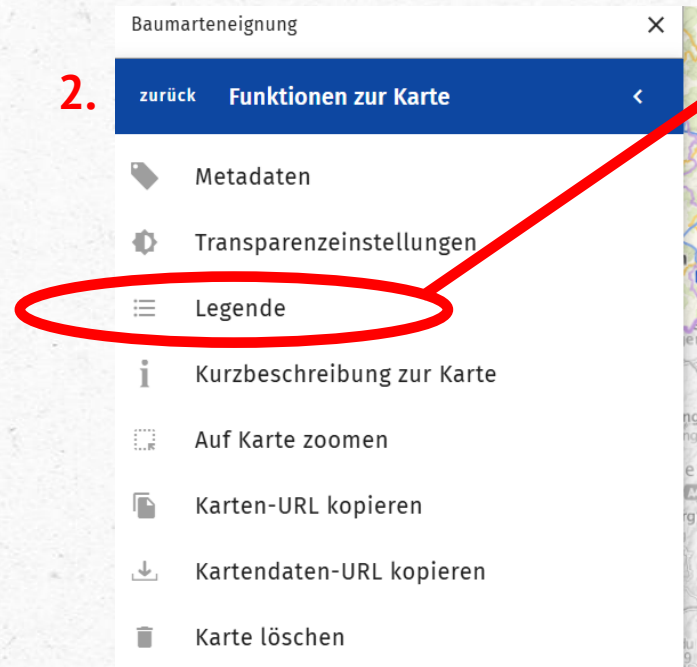 Baumarteneignung
2.
zurück Funktionen zur Karte
Metadaten
Transparenzeinstellungen
Legende
Kurzbeschreibung zur Karte
Auf Karte zoomen
Karten-URL kopieren
Kartendaten-URL kopieren
Karte löschen